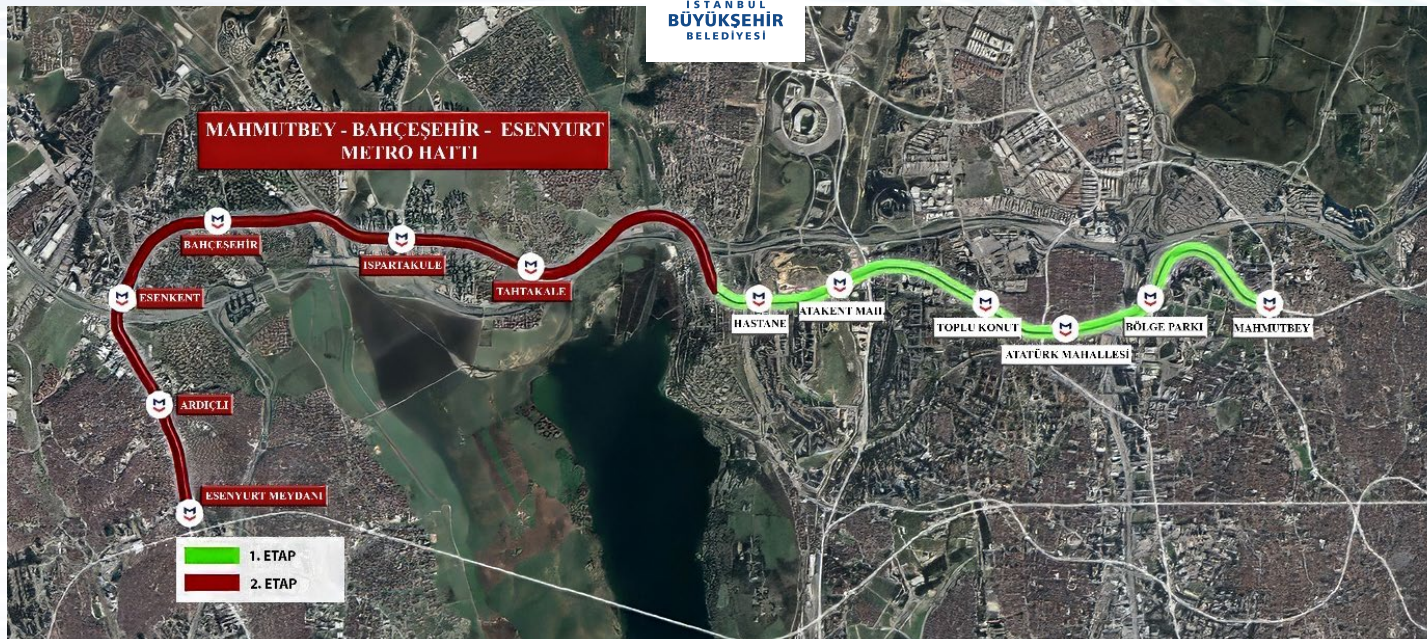 İSTANBUL
BÜYÜKŞEHİR
BELEDİYESİ
MAHMUTBEY - BAHÇEŞEHİR - ESENYURT
METRO HATTI
BAHÇEŞEHİR
ISPARTAKULE
TAHTAKALE
ESENKENT
HASTANE
ATAKENT MAH
TOPLU KONUT
ATATÜRK MAHALLESİ
BÖLGE PARKI
MAHMUTBEY
ARDIÇLI
ESENYURT MEYDANI
1. ETAP
2. ETAP